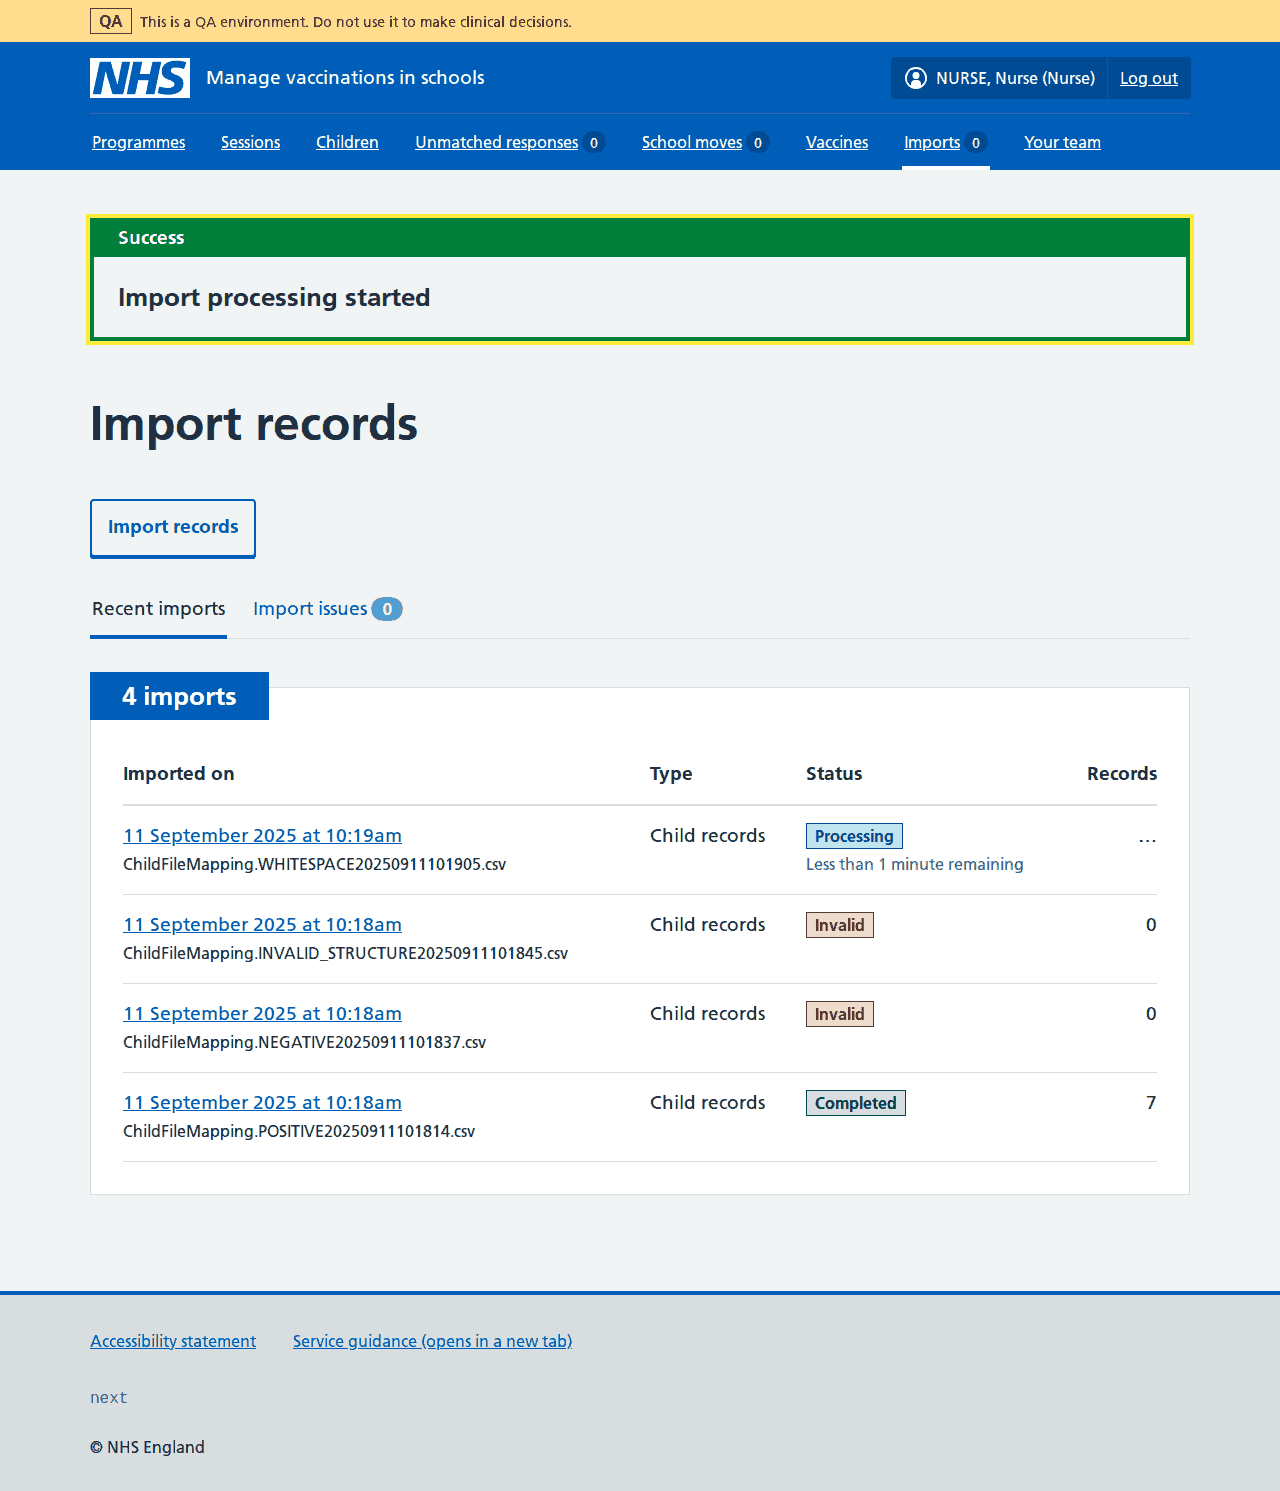 QA This is a QA environment. Do not use it to make clinical decisions.
NHS Manage vaccinations in schools NURSE, Nurse (Nurse) Log out
Programmes Sessions Children Unmatched responses 0 School moves 0 Vaccines Imports 0 Your team
Success
Import processing started
Import records
Import records
Recent imports Import issues 0
4 imports
Imported on Type Status Records
11 September 2025 at 10:19am Child records Processing ...
ChildFileMapping.WHITESPACE20250911101905.csv Less than 1 minute remaining
11 September 2025 at 10:18am Child records Invalid 0
ChildFileMapping.INVALID_STRUCTURE20250911101845.csv
11 September 2025 at 10:18am Child records Invalid 0
ChildFileMapping.NEGATIVE20250911101837.csv
11 September 2025 at 10:18am Child records Completed 7
ChildFileMapping.POSITIVE20250911101814.csv
Accessibility statement Service guidance (opens in a new tab)
next
© NHS England